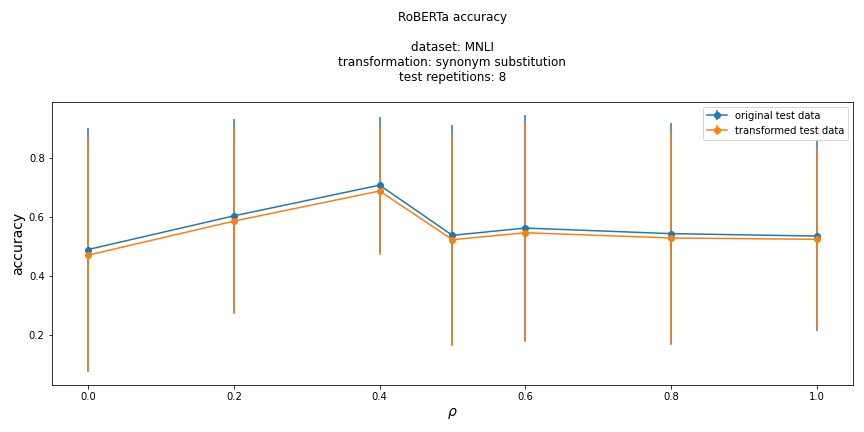 RoBERTa accuracy
dataset: MNLI
transformation: synonym substitution
test repetitions: 8
original test data
transformed test data
accuracy
0.8
0.6
0.4
0.2
0.0 0.2 0.4 0.6 0.8 1.0
ρ